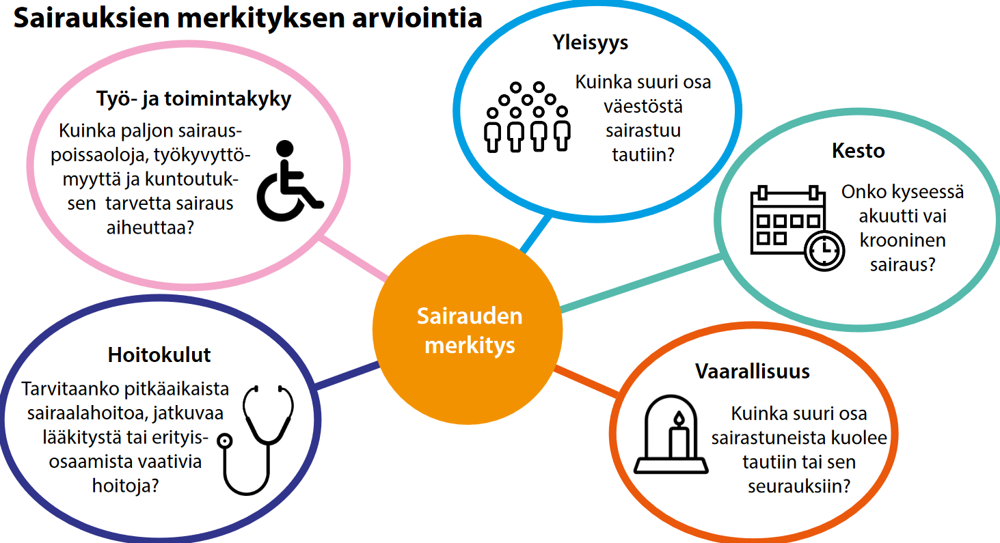 Sairauksien merkityksen arviointia
Työ- ja toimintakyky
Kuinka paljon sairaus-
poissaoloja, työkyvyttö-
myyttä ja kuntoutuk-
sen tarvetta sairaus
aiheuttaa?
Yleisyys
Kuinka suuri osa
väestöstä
sairastuu
tautiin?
Kesto
Onko kyseessä
akuutti vai
krooninen
sairaus?
Sairauden
merkitys
Hoitokulut
Tarvitaanko pitkäaikaista
sairaalahoitoa, jatkuvaa
lääkitystä tai erityis-
osaamista vaativia
hoitoja?
Vaarallisuus
Kuinka suuri osa
sairastuneista kuolee
tautiin tai sen
seurauksiin?